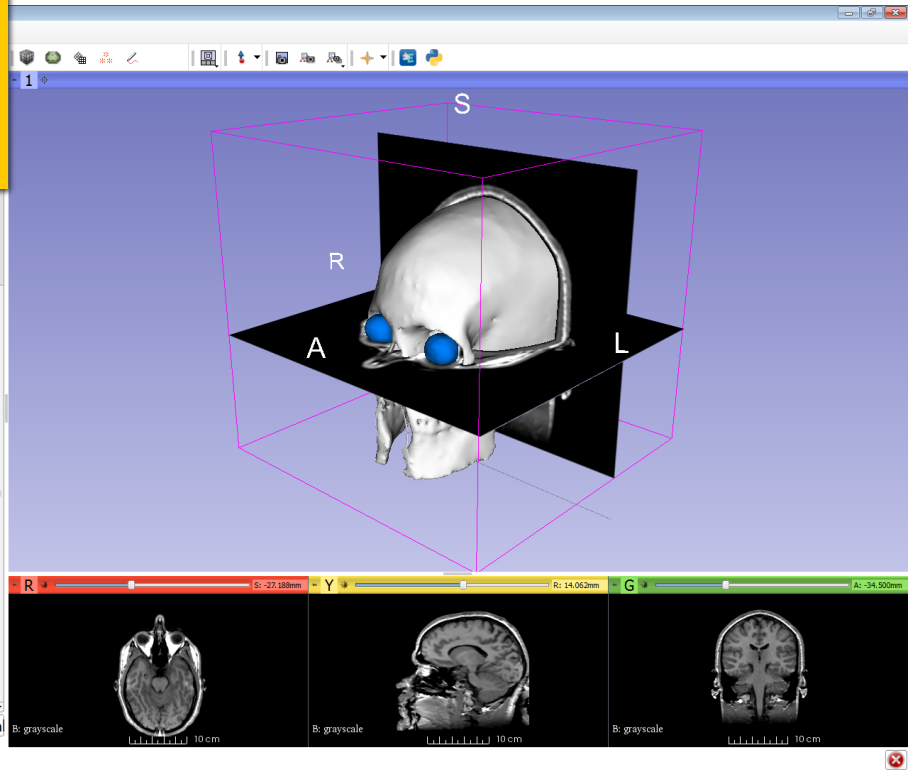 1
S
R
A
L
R S: -27.188mm
Y R: 14.062mm
G A: -34.500mm
B: grayscale
10 cm
B: grayscale
10 cm
B: grayscale
10 cm